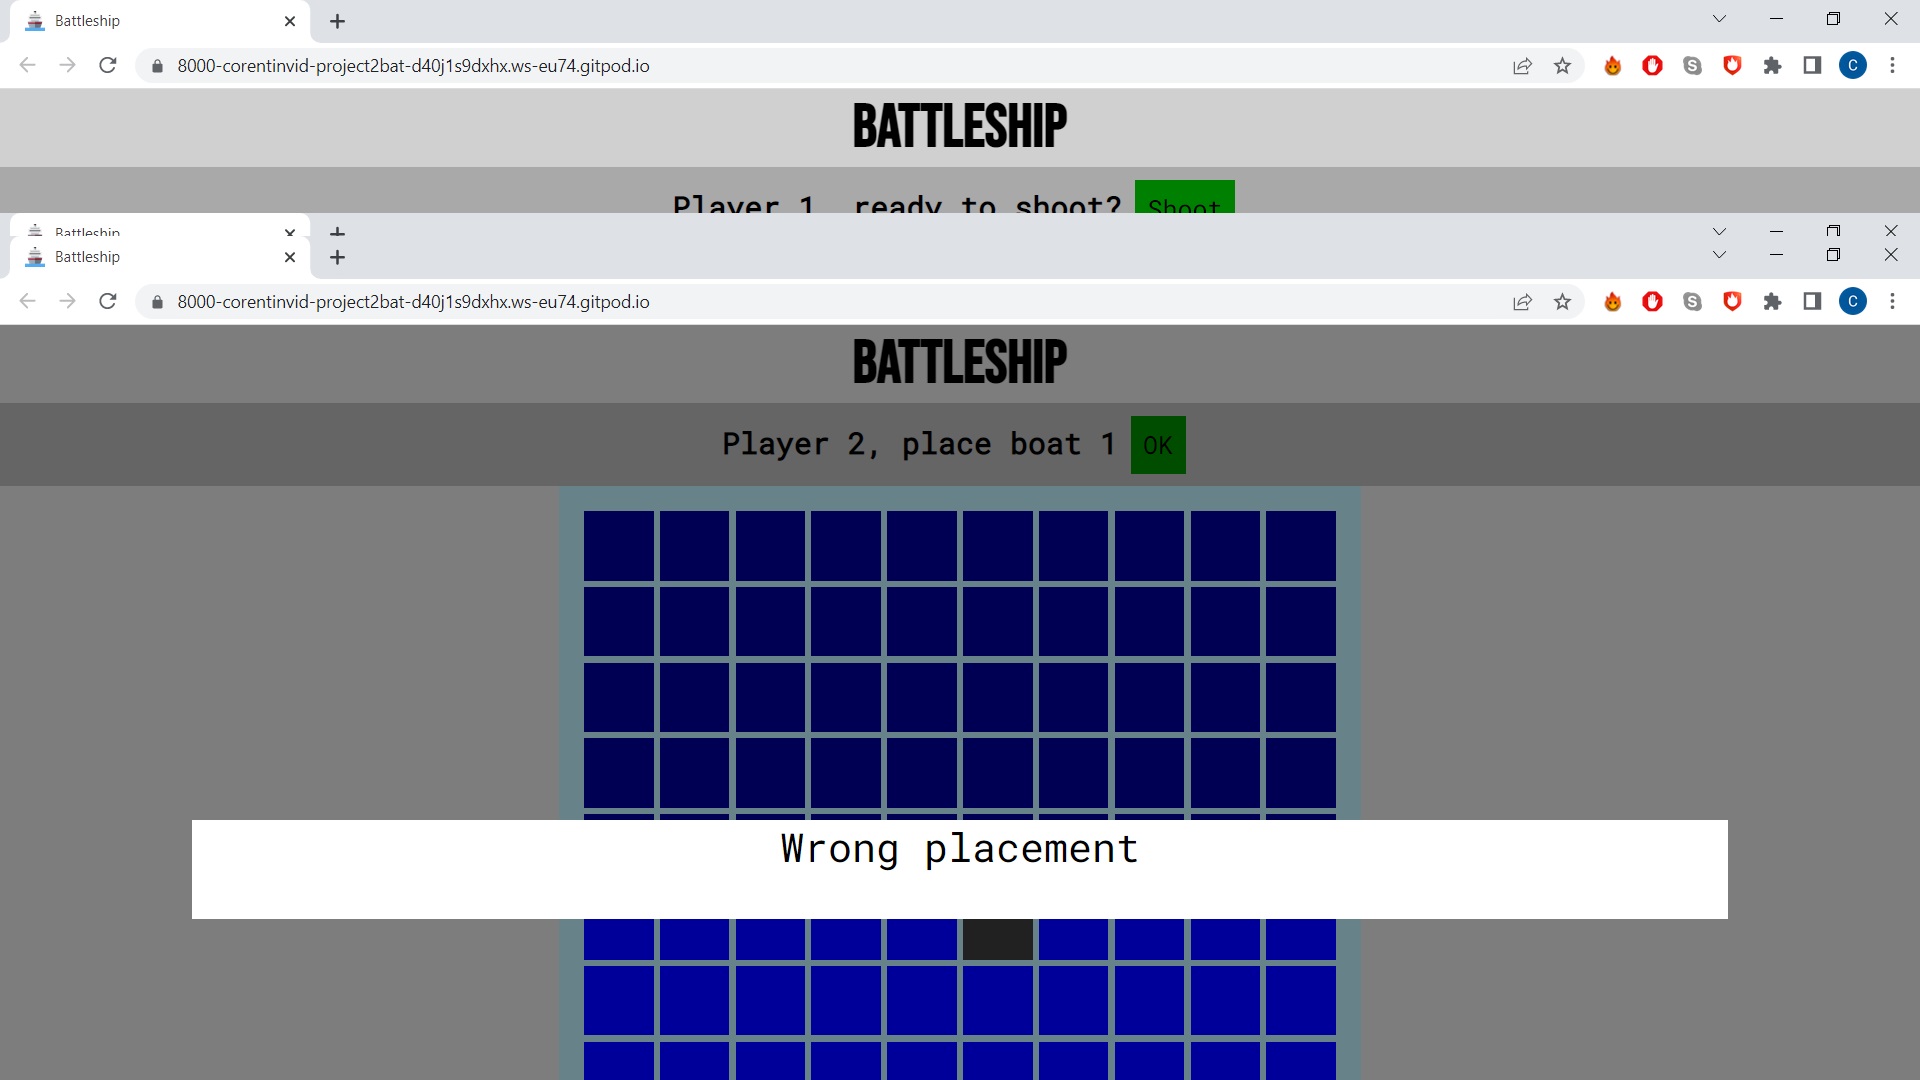 Battleship
8000-corentinvid-project2bat-d40j1s9dxhx.ws-eu74.gitpod.io
C
BATTLESHIP
Player 1, ready to shoot? Shoot
Battleship
Battleship
8000-corentinvid-project2bat-d40j1s9dxhx.ws-eu74.gitpod.io
C
BATTLESHIP
Player 2, place boat 1 OK
Wrong placement